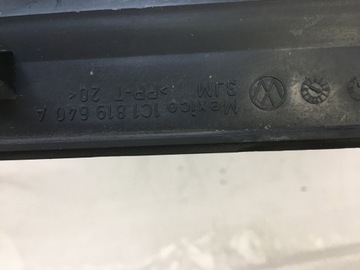 Mexico 1C1 819 640 A
3JM >PP-T 20<